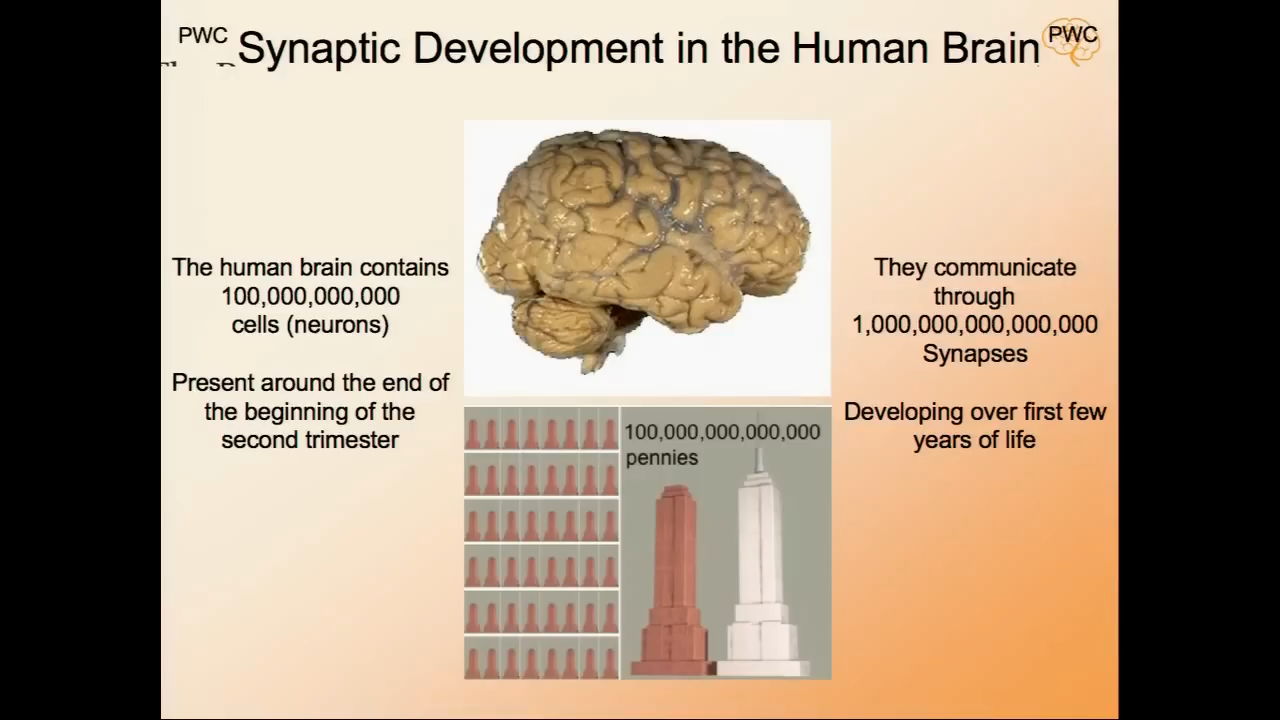 PWC
Synaptic Development in the Human Brain
PWC
The human brain contains
100,000,000,000
cells (neurons)
Present around the end of
the beginning of the
second trimester
100,000,000,000,000
pennies
They communicate
through
1,000,000,000,000,000
Synapses
Developing over first few
years of life